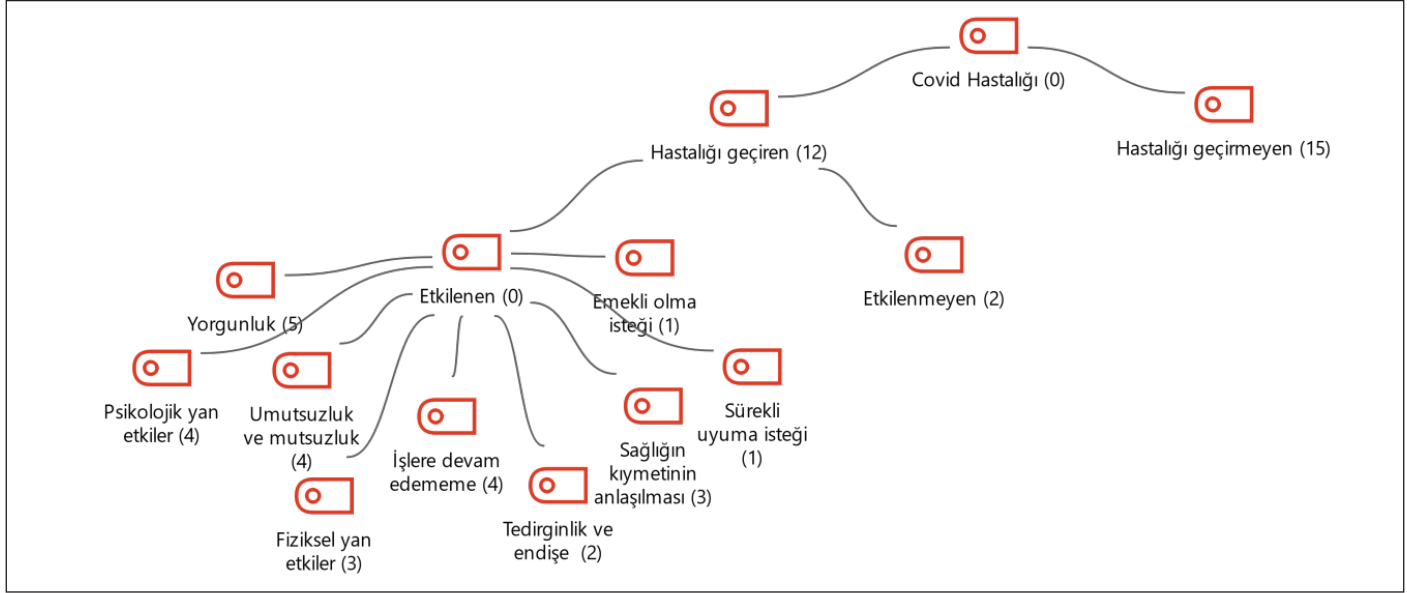 Covid Hastalığı (0)
Hastalığı geçiren (12)
Hastalığı geçirmeyen (15)
Etkilenen (0)
Emekli olma
isteği (1)
Etkilenmeyen (2)
Yorgunluk (5)
Psikolojik yan
etkiler (4)
Umutsuzluk
ve mutsuzluk
(4)
İşlere devam
edememe (4)
Sağlığın
kıymetinin
anlaşılması (3)
Sürekli
uyuma isteği
(1)
Fiziksel yan
etkiler (3)
Tedirginlik ve
endişe (2)